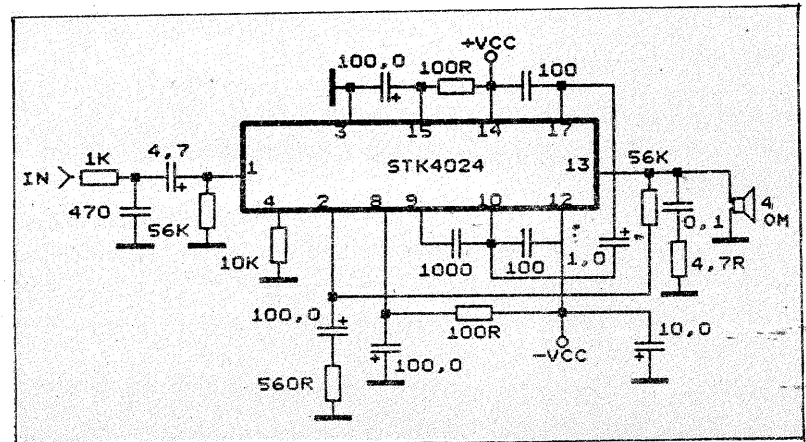 +VCC
100,0 100R 100
3 15 14 17
1K 4,7 1 STK4024 13 56K
IN
4 2 8 9 10 12 4
OM
470 56K 0,1
10K 1000 100 1,0 4,7R
100,0 100R 10,0
-VCC
560R 100,0